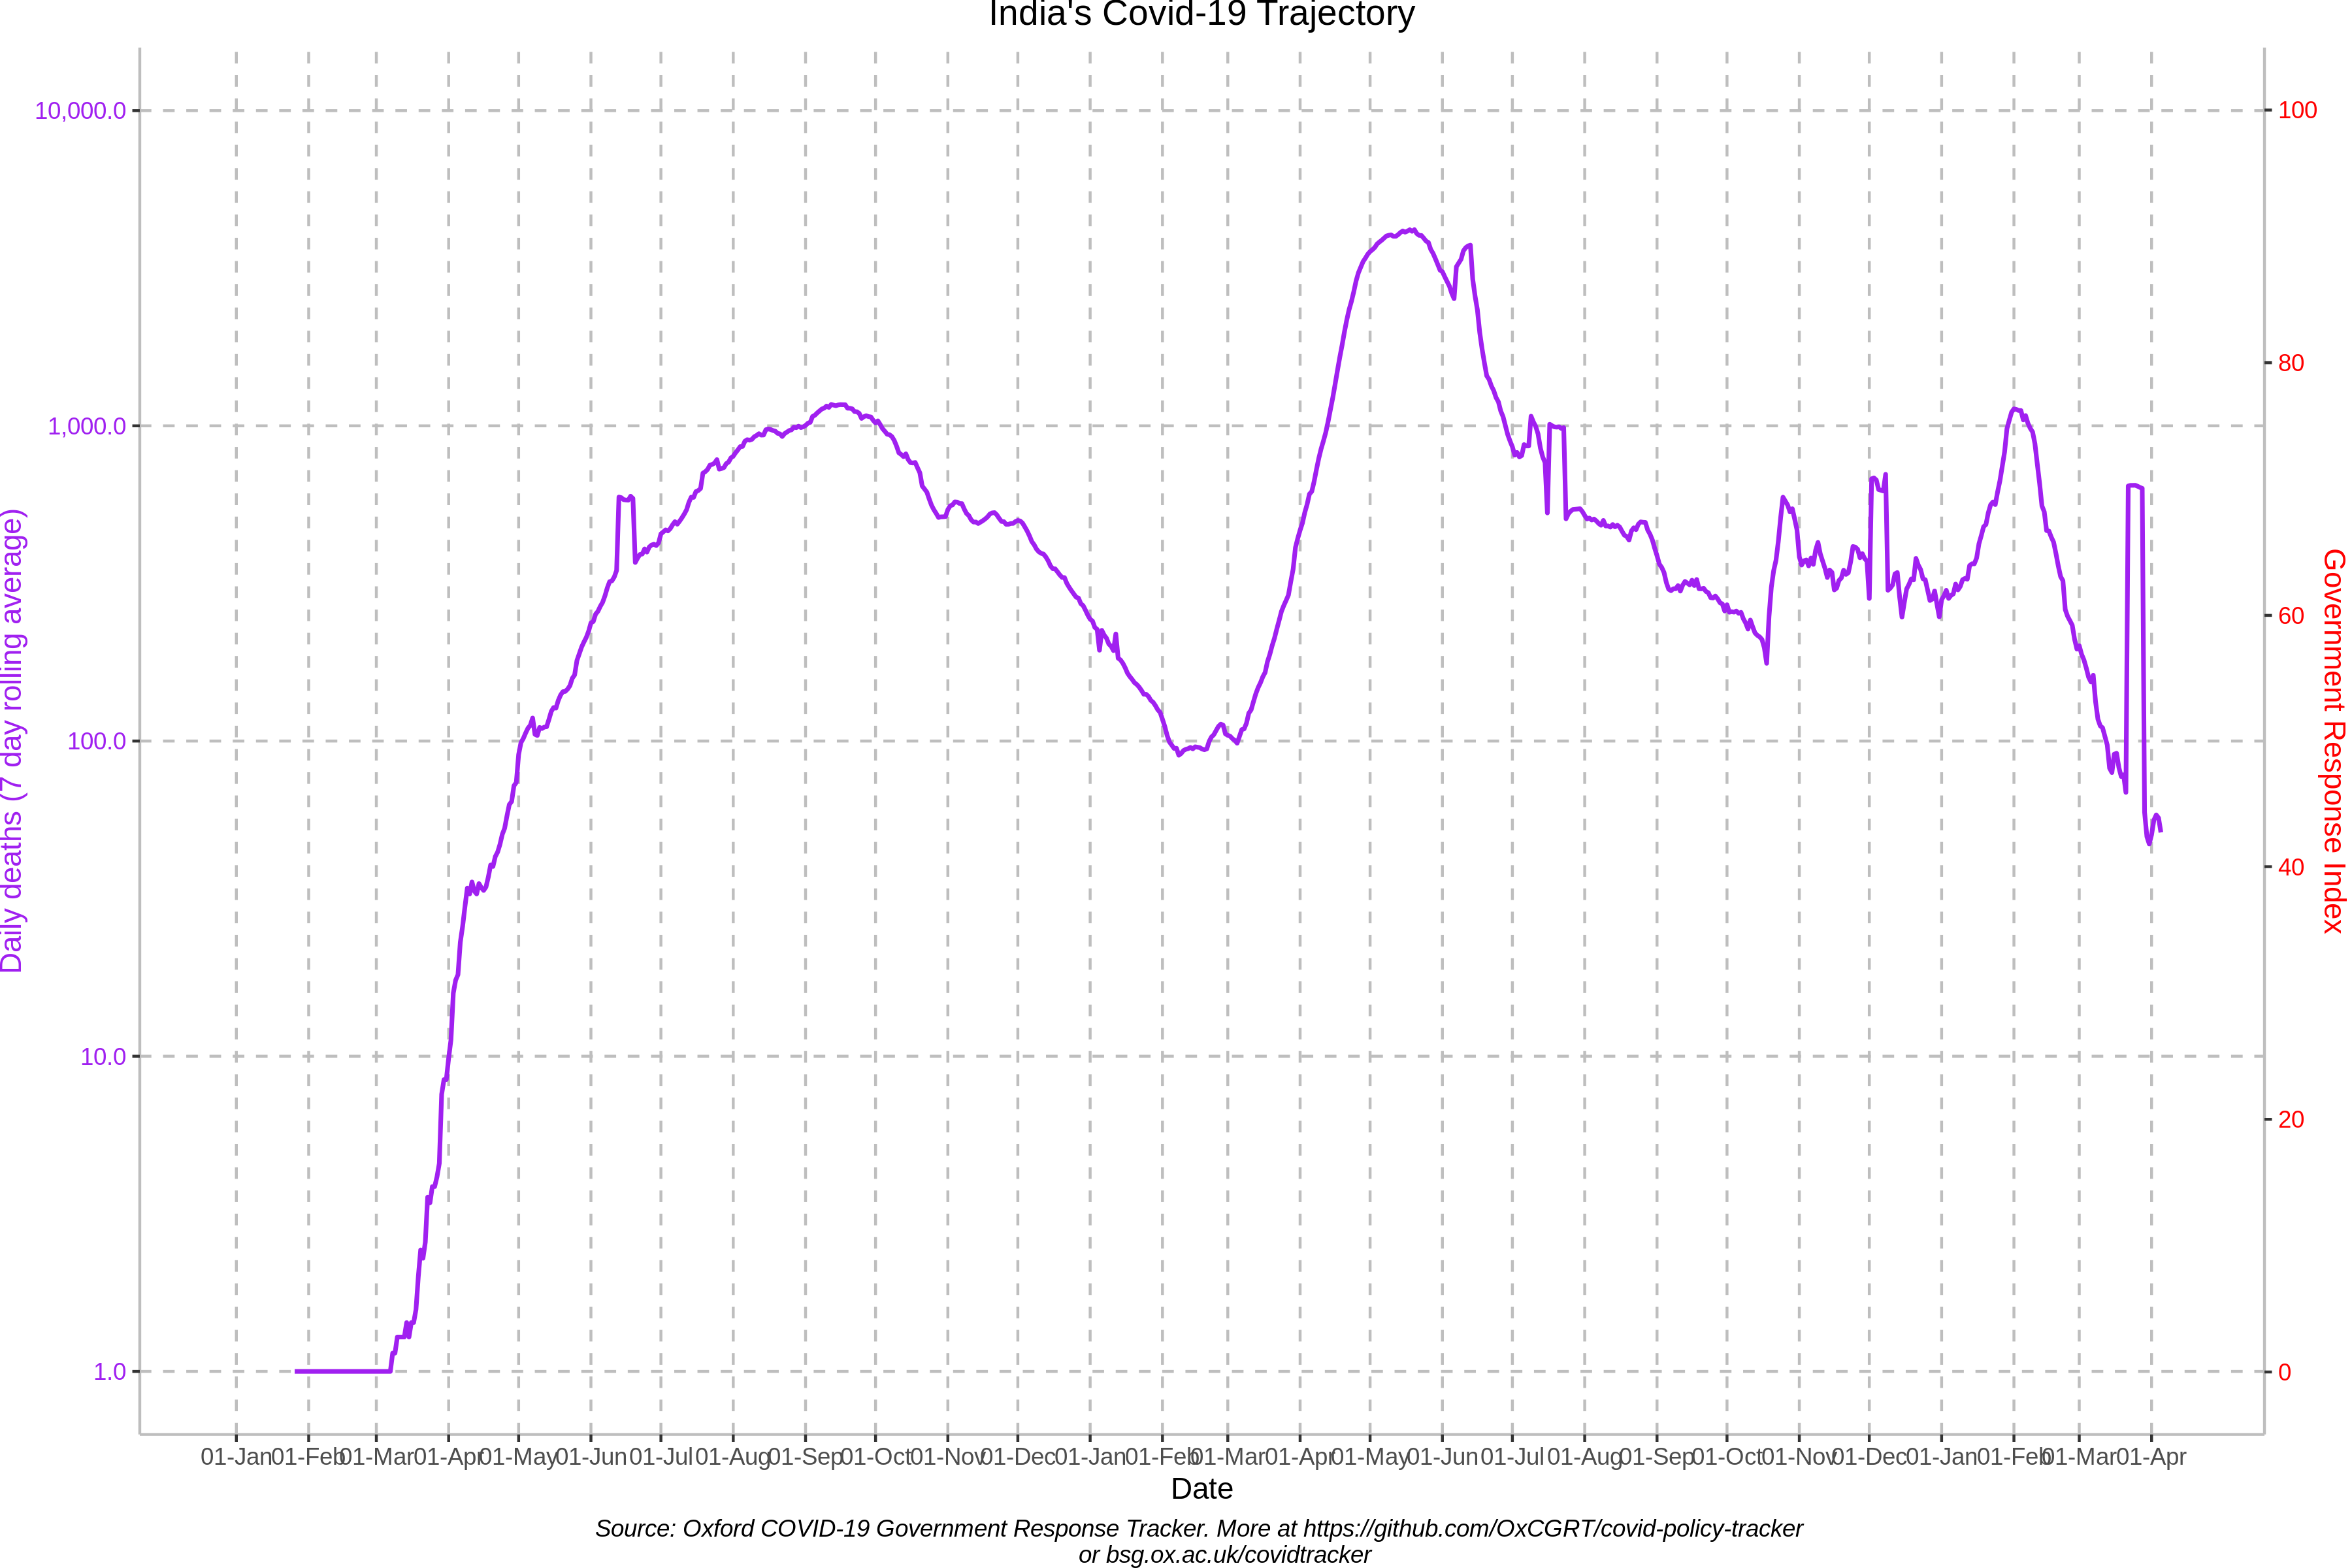 India's Covid-19 Trajectory
Daily deaths (7 day rolling average)
10,000.0
1,000.0
100.0
10.0
1.0
100
80
60
40
20
0
Government Response Index
01-Jan 01-Feb 01-Mar 01-Apr 01-May 01-Jun 01-Jul 01-Aug 01-Sep 01-Oct 01-Nov 01-Dec 01-Jan 01-Feb 01-Mar 01-Apr 01-May 01-Jun 01-Jul 01-Aug 01-Sep 01-Oct 01-Nov 01-Dec 01-Jan 01-Feb 01-Mar 01-Apr
Date
Source: Oxford COVID-19 Government Response Tracker. More at https://github.com/OxCGRT/covid-policy-tracker
or bsg.ox.ac.uk/covidtracker